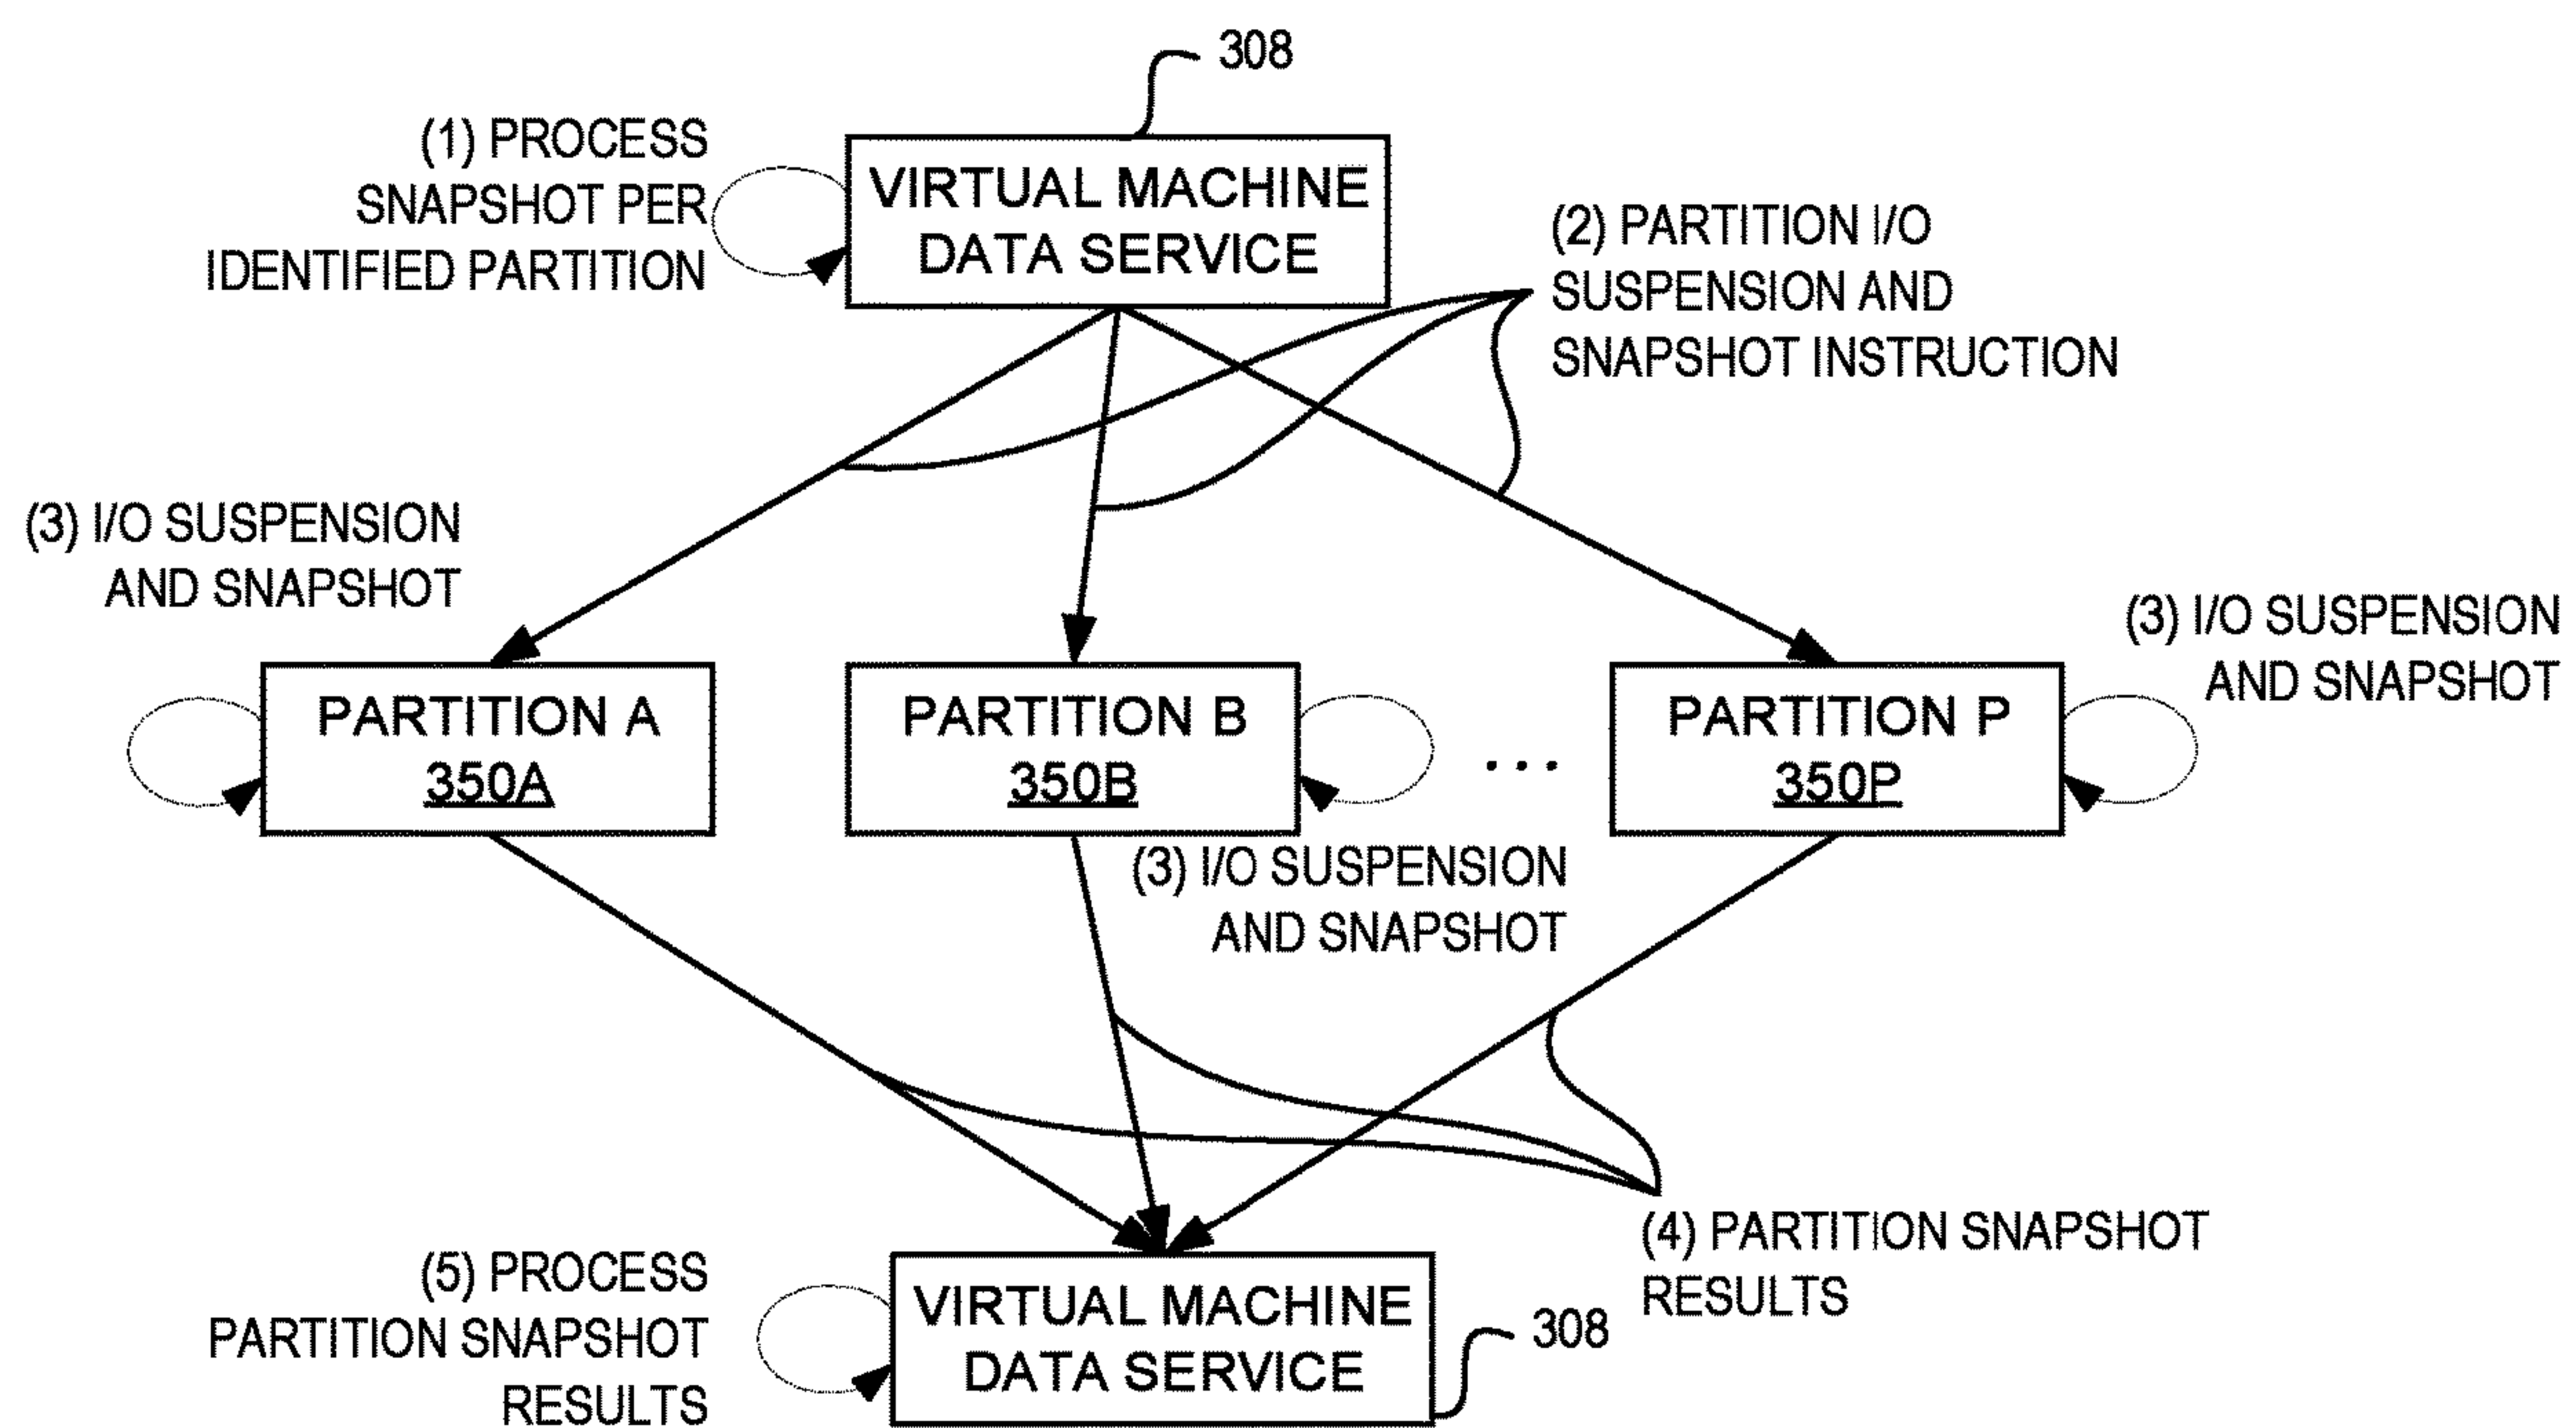 308
(1) PROCESS
SNAPSHOT PER
IDENTIFIED PARTITION
VIRTUAL MACHINE
DATA SERVICE
(2) PARTITION I/O
SUSPENSION AND
SNAPSHOT INSTRUCTION
(3) I/O SUSPENSION
AND SNAPSHOT
(3) I/O SUSPENSION
AND SNAPSHOT
PARTITION A
350A
PARTITION B
350B
...
PARTITION P
350P
(3) I/O SUSPENSION
AND SNAPSHOT
(4) PARTITION SNAPSHOT
RESULTS
(5) PROCESS
PARTITION SNAPSHOT
RESULTS
VIRTUAL MACHINE
DATA SERVICE
308